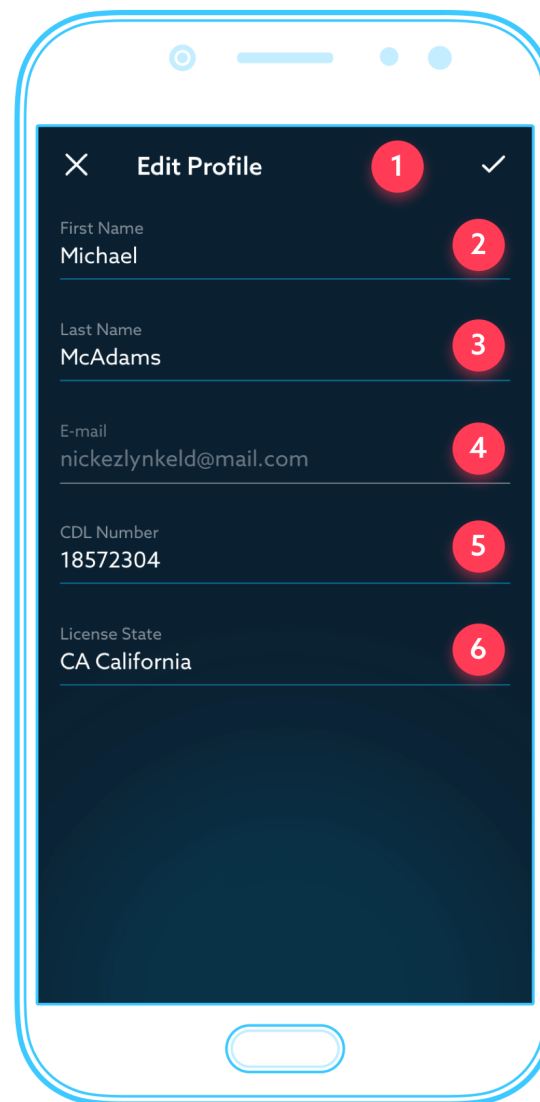 Edit Profile 1
First Name
Michael 2
Last Name
McAdams 3
E-mail
nickezlynkeld@mail.com 4
CDL Number
18572304 5
License State
CA California 6